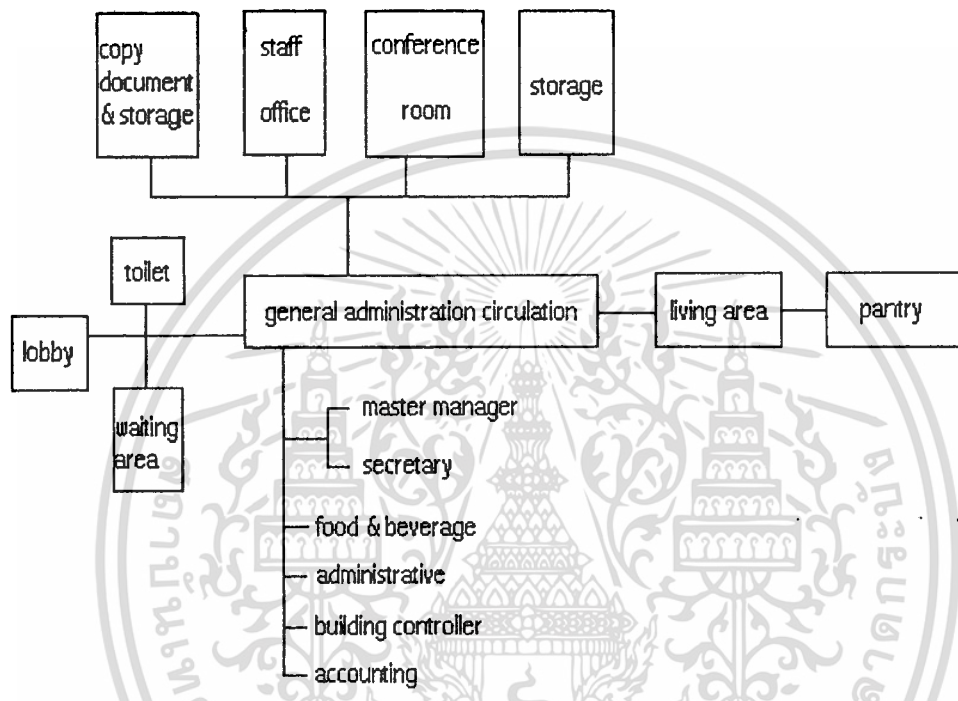 copy
document
& storage
staff
office
conference
room
storage
toilet
lobby
waiting
area
general administration circulation
living area
pantry
master manager
secretary
food & beverage
administrative
building controller
accounting